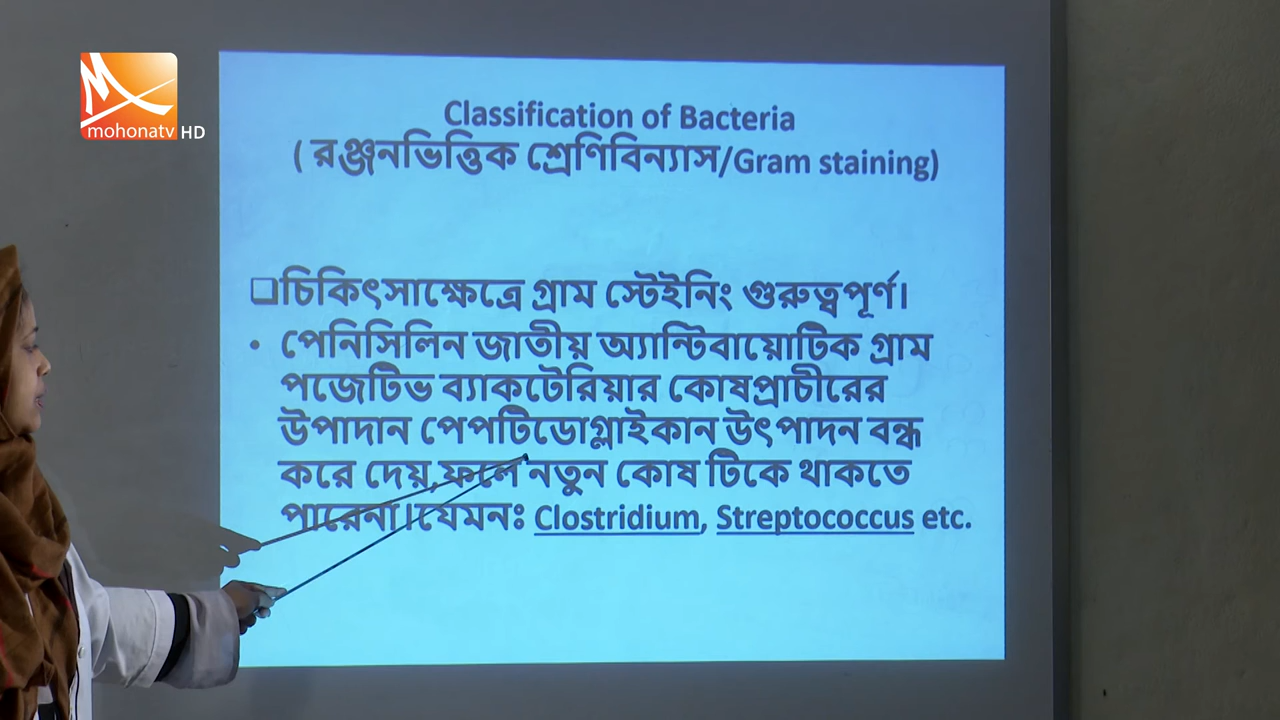 mohonatv HD
Classification of Bacteria
( রঞ্জনভিত্তিক শ্রেণিবিন্যাস/Gram staining)
❑চিকিৎসাক্ষেত্রে গ্রাম স্টেইনিং গুরুত্বপূর্ণ।
• পেনিসিলিন জাতীয় অ্যান্টিবায়োটিক গ্রাম
পজেটিভ ব্যাকটেরিয়ার কোষপ্রাচীরের
উপাদান পেপটিডোগ্লাইকান উৎপাদন বন্ধ
করে দেয়,ফলে নতুন কোষ টিকে থাকতে
পারেনা।যেমনঃ Clostridium, Streptococcus etc.